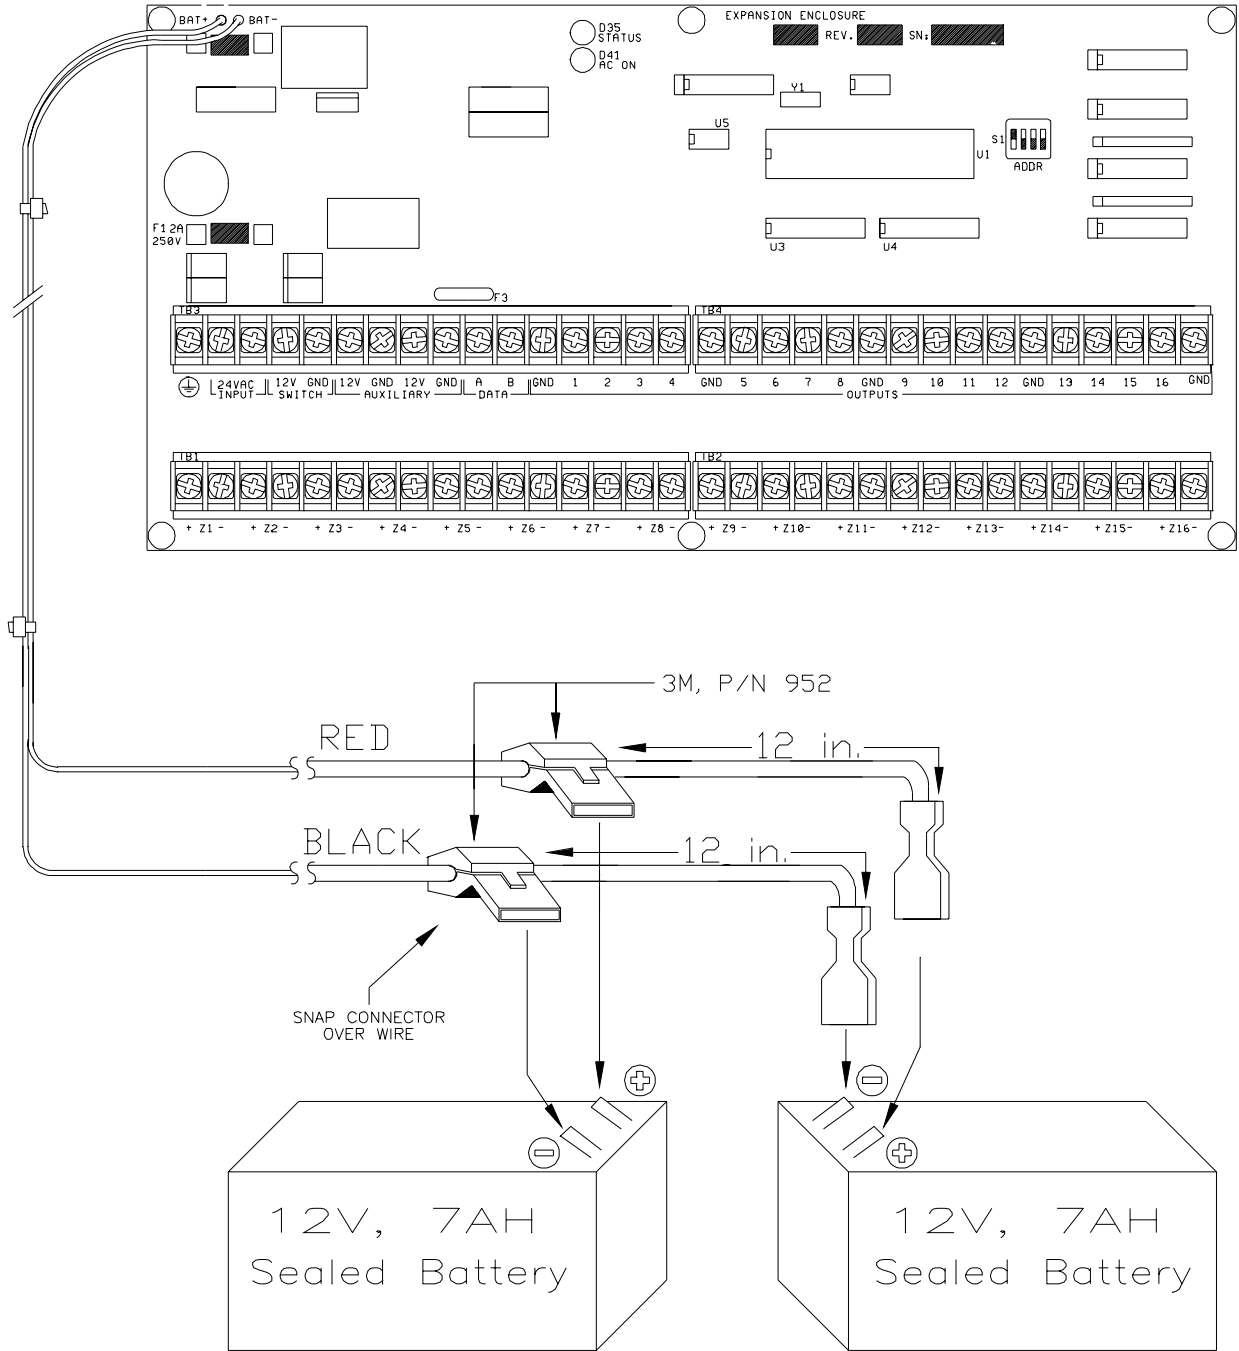 BAT+ BAT-
D35
STATUS
D41
AC ON
EXPANSION ENCLOSURE
REV. SN:
Y1
U5
U1
S1
ADDR
F1 2A
250V
U3 U4
F3
TB3 TB4
24VAC 12V GND 12V GND 12V GND A B GND 1 2 3 4 GND 5 6 7 8 GND 9 10 11 12 GND 13 14 15 16 GND
INPUT SWITCH AUXILIARY DATA OUTPUTS
TB1 TB2
+ Z1 - + Z2 - + Z3 - + Z4 - + Z5 - + Z6 - + Z7 - + Z8 - + Z9 - + Z10- + Z11- + Z12- + Z13- + Z14- + Z15- + Z16-
3M, P/N 952
RED
12 in.
BLACK
12 in.
SNAP CONNECTOR
OVER WIRE
+ -
- +
12V, 7AH
Sealed Battery
12V, 7AH
Sealed Battery